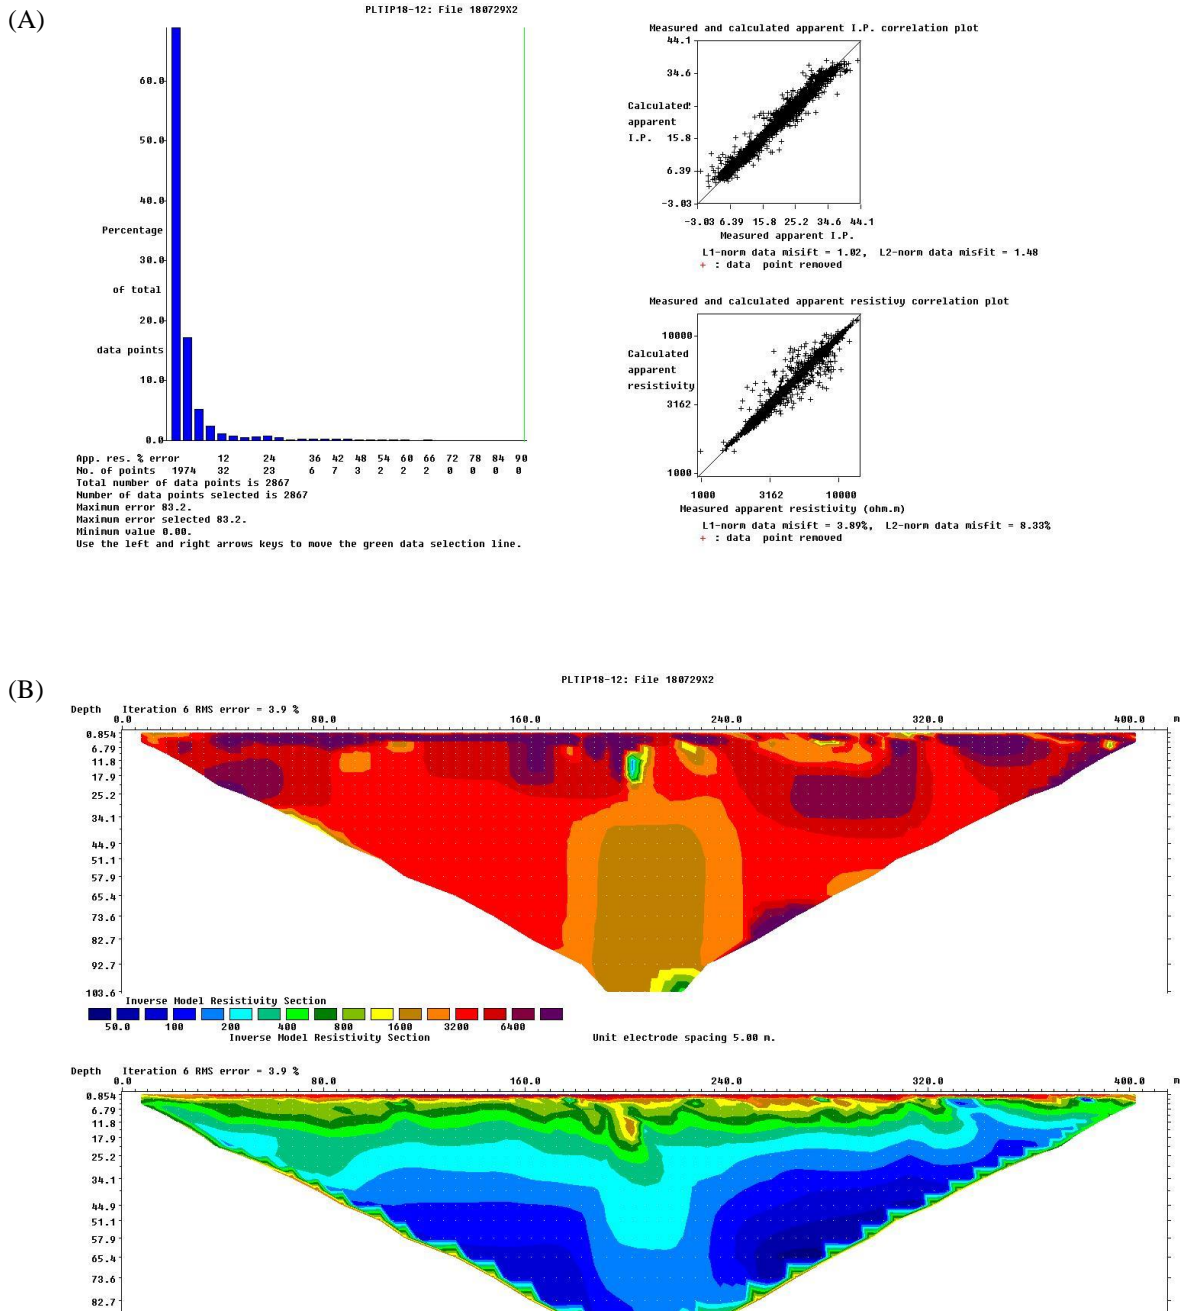 (A)
PLTIP18-12: File 180729X2
60.0
50.0
40.0
Percentage
30.0
of total
20.0
data points
10.0
0.0
App. res. % error 12 24 36 42 48 54 60 66 72 78 84 90
No. of points 1974 32 23 6 7 3 2 2 2 0 0 0 0
Total number of data points is 2867
Number of data points selected is 2867
Maximum error 83.2.
Maximum error selected 83.2.
Minimum value 0.00.
Use the left and right arrows keys to move the green data selection line.
Measured and calculated apparent I.P. correlation plot
44.1
34.6
Calculated
apparent
I.P. 15.8
6.39
-3.03
-3.03 6.39 15.8 25.2 34.6 44.1
Measured apparent I.P.
L1-norm data misift = 1.02, L2-norm data misfit = 1.48
+ : data point removed
Measured and calculated apparent resistivy correlation plot
10000
Calculated
apparent
resistivity
3162
1000
1000 3162 10000
Measured apparent resistivity (ohm.m)
L1-norm data misift = 3.89%, L2-norm data misfit = 8.33%
+ : data point removed
(B)
PLTIP18-12: File 180729X2
Depth Iteration 6 RMS error = 3.9 %
0.0 80.0 160.0 240.0 320.0 400.0 m
0.854
6.79
11.8
17.9
25.2
34.1
44.9
51.1
57.9
65.4
73.6
82.7
92.7
103.6
Inverse Model Resistivity Section
50.0 100 200 400 800 1600 3200 6400
Inverse Model Resistivity Section Unit electrode spacing 5.00 m.
Depth Iteration 6 RMS error = 3.9 %
0.0 80.0 160.0 240.0 320.0 400.0 m
0.854
6.79
11.8
17.9
25.2
34.1
44.9
51.1
57.9
65.4
73.6
82.7